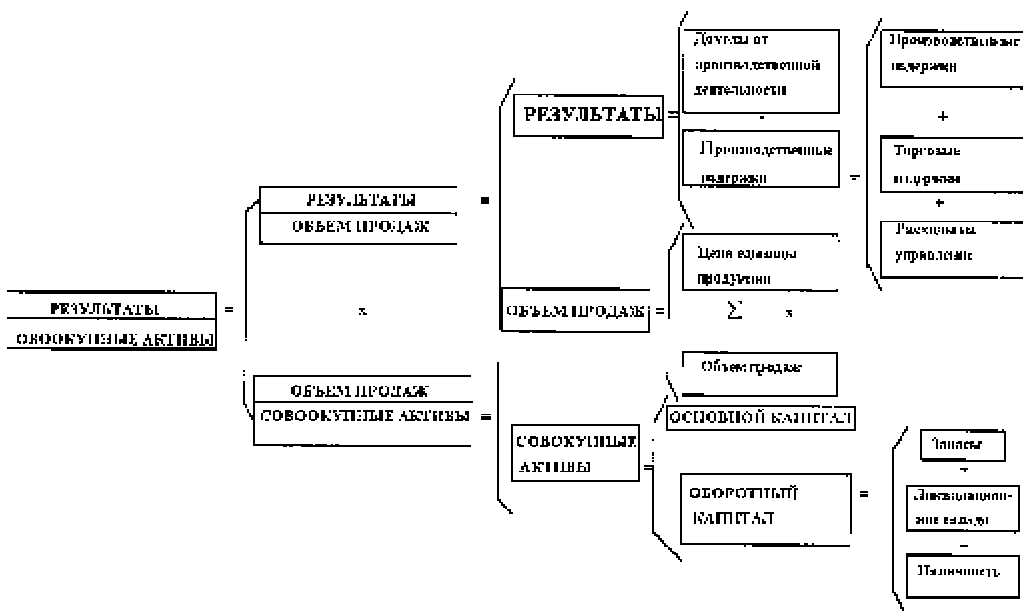 Доходы от
производственной
деятельности
-
Производственные
издержки
+
РЕЗУЛЬТАТЫ =
Производственные
издержки
=
Торговые
издержки
+
РЕЗУЛЬТАТЫ
ОБЪЕМ ПРОДАЖ
=
Расходы на
управление
Цена единицы
продукции
РЕЗУЛЬТАТЫ
СОВОКУПНЫЕ АКТИВЫ
=
x
ОБЪЕМ ПРОДАЖ =
∑ x
Объем продаж
ОБЪЕМ ПРОДАЖ
СОВООКУПНЫЕ АКТИВЫ
=
ОСНОВНОЙ КАПИТАЛ
СОВОКУПНЫЕ
АКТИВЫ
=
ОБОРОТНЫЙ
КАПИТАЛ
=
Запасы
+
Наличность